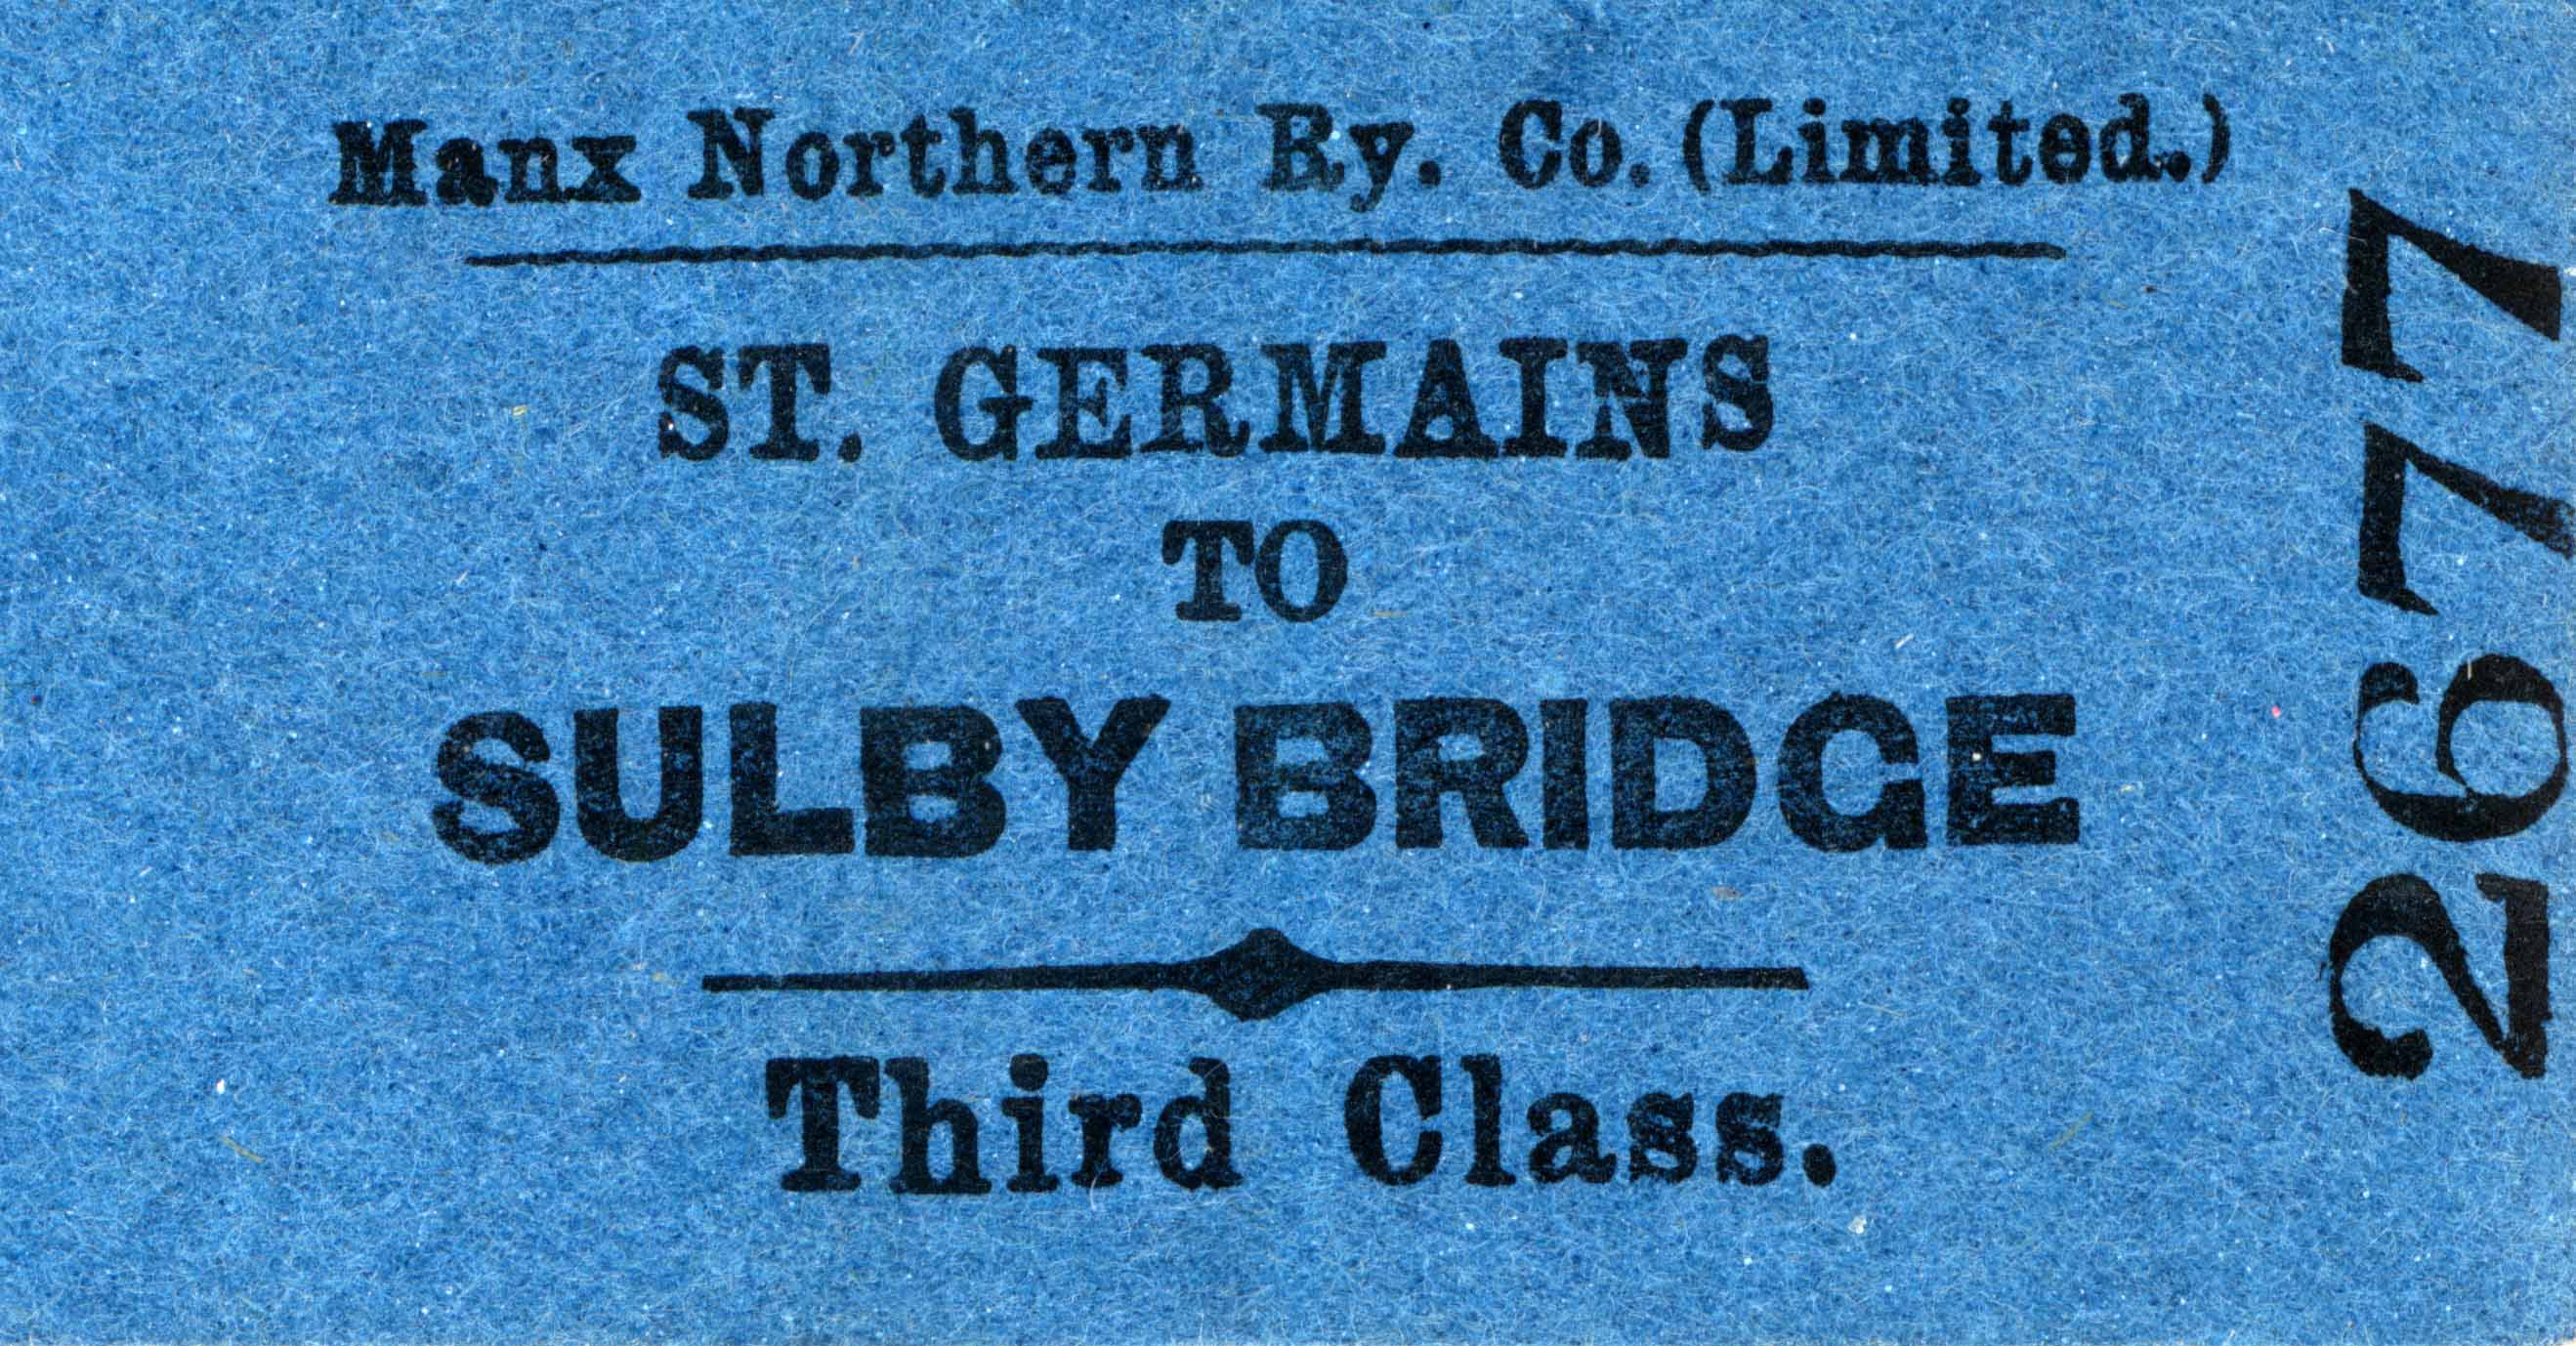 Manx Northern Ry. Co. (Limited.)
ST. GERMAINS
TO
SULBY BRIDGE
Third Class.
2677